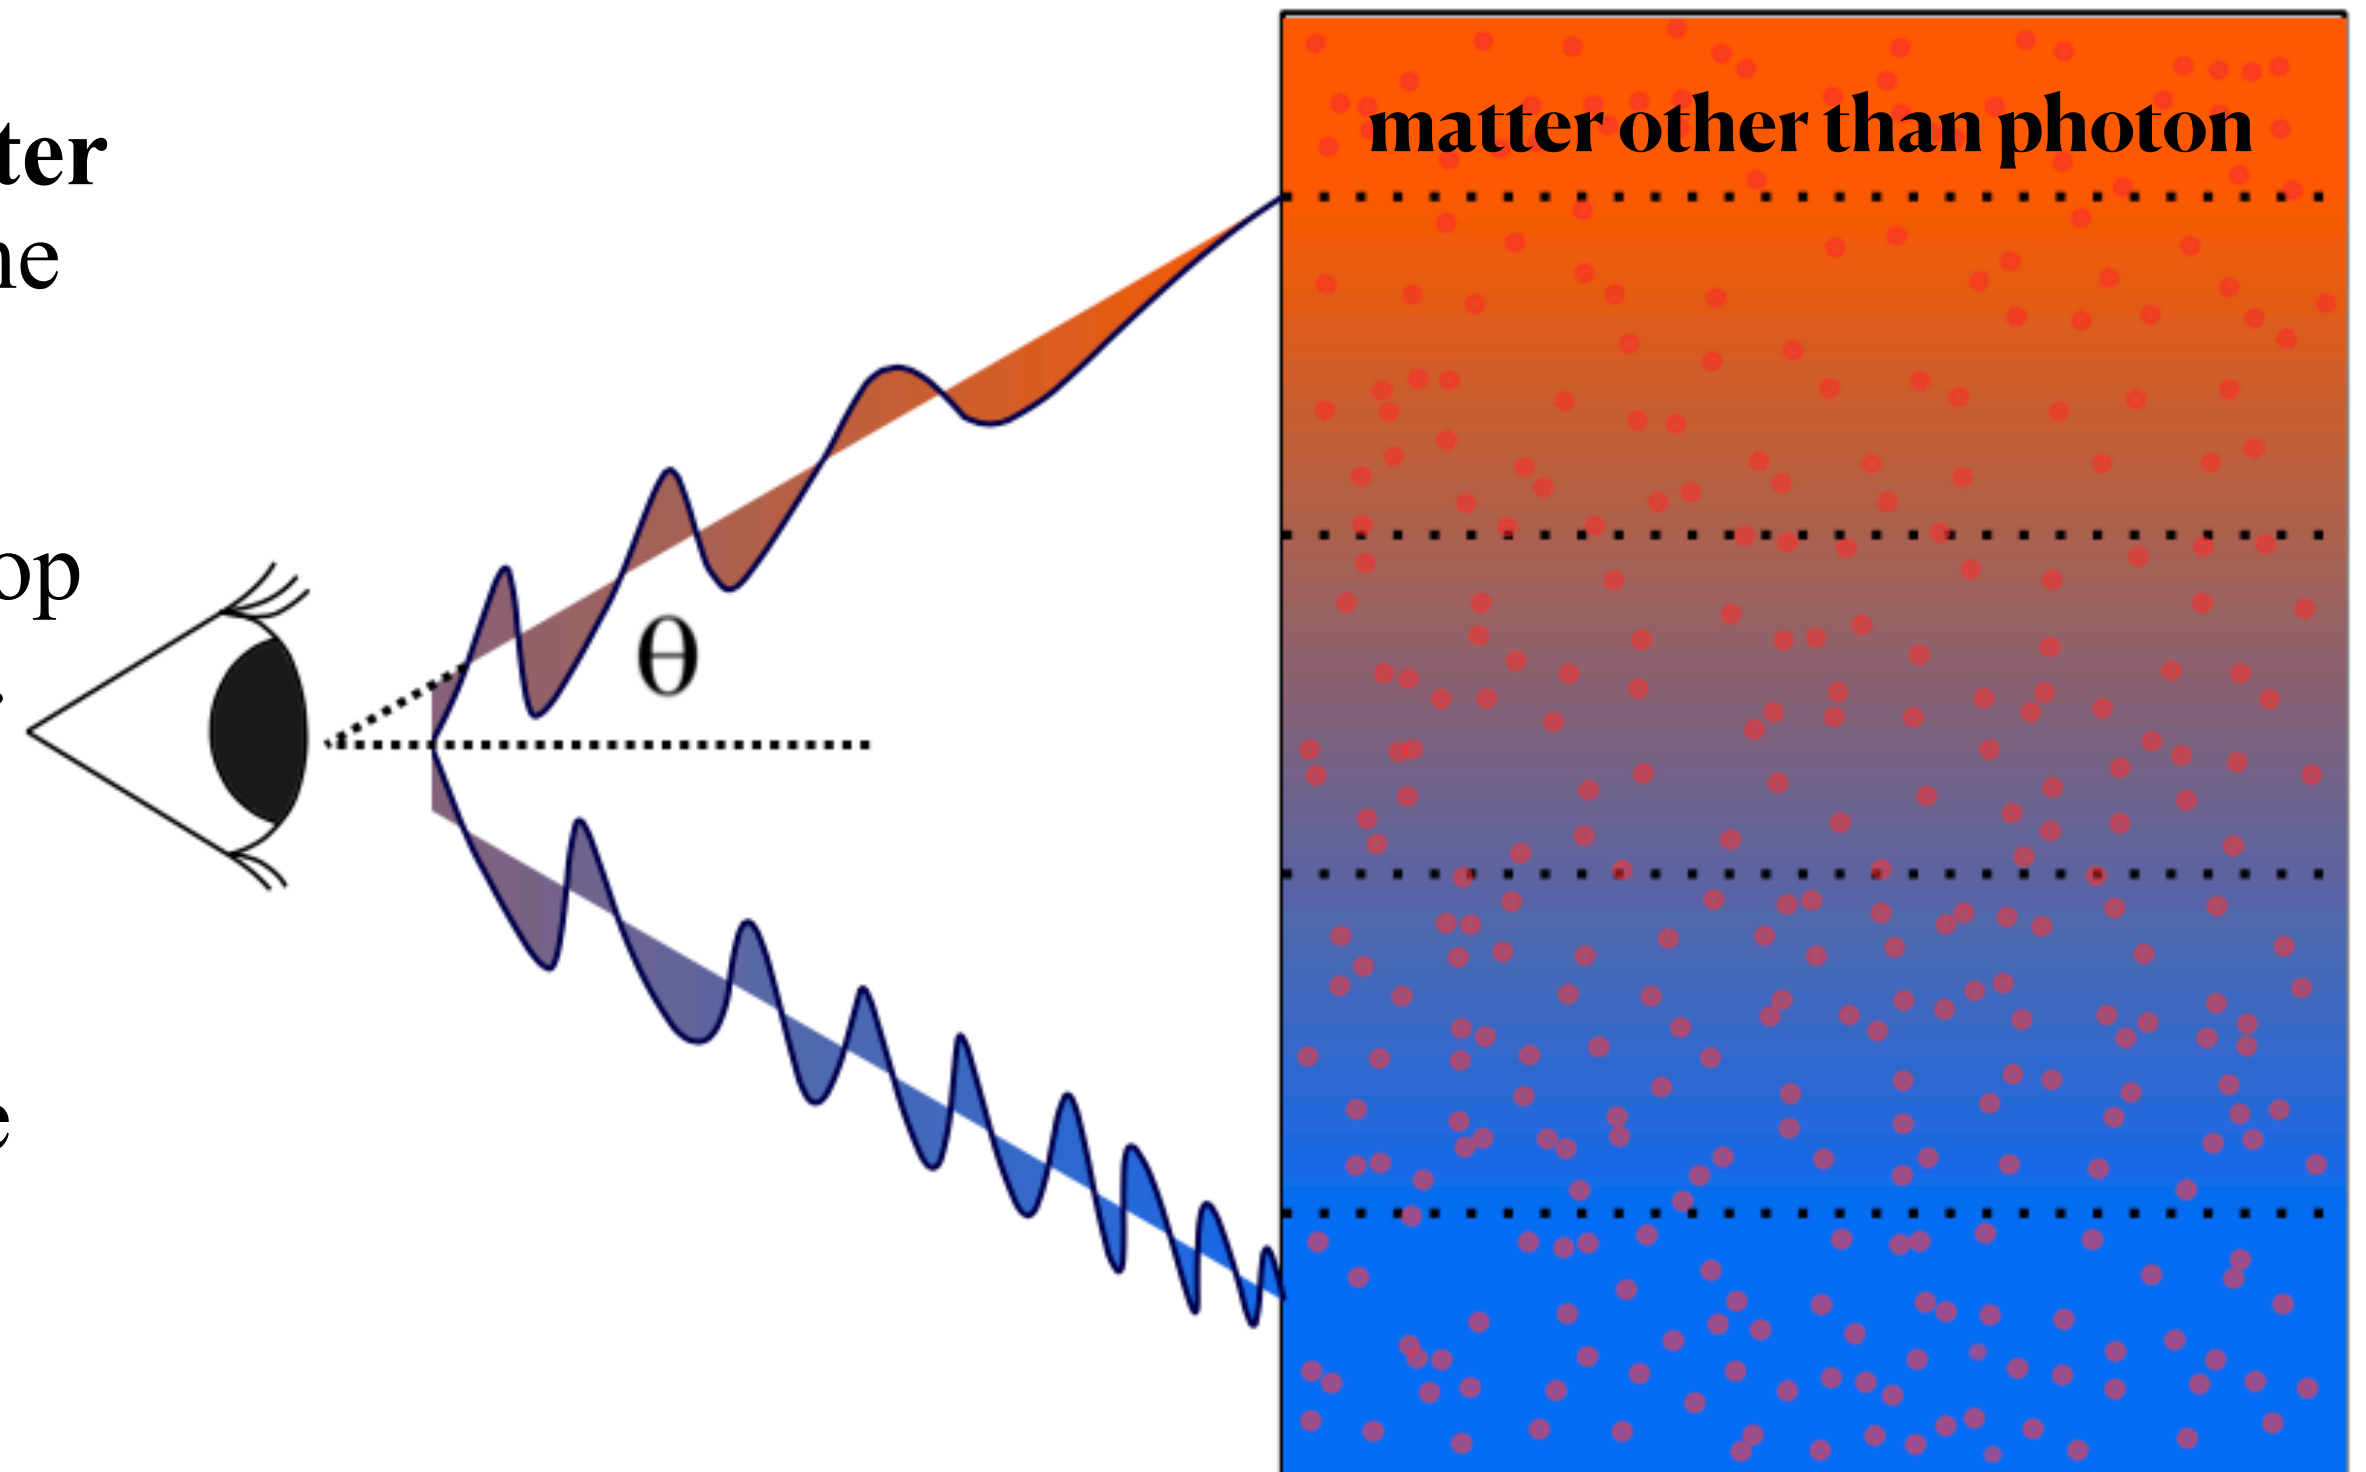 ter
matter other than photon
ne
op
θ
.
e